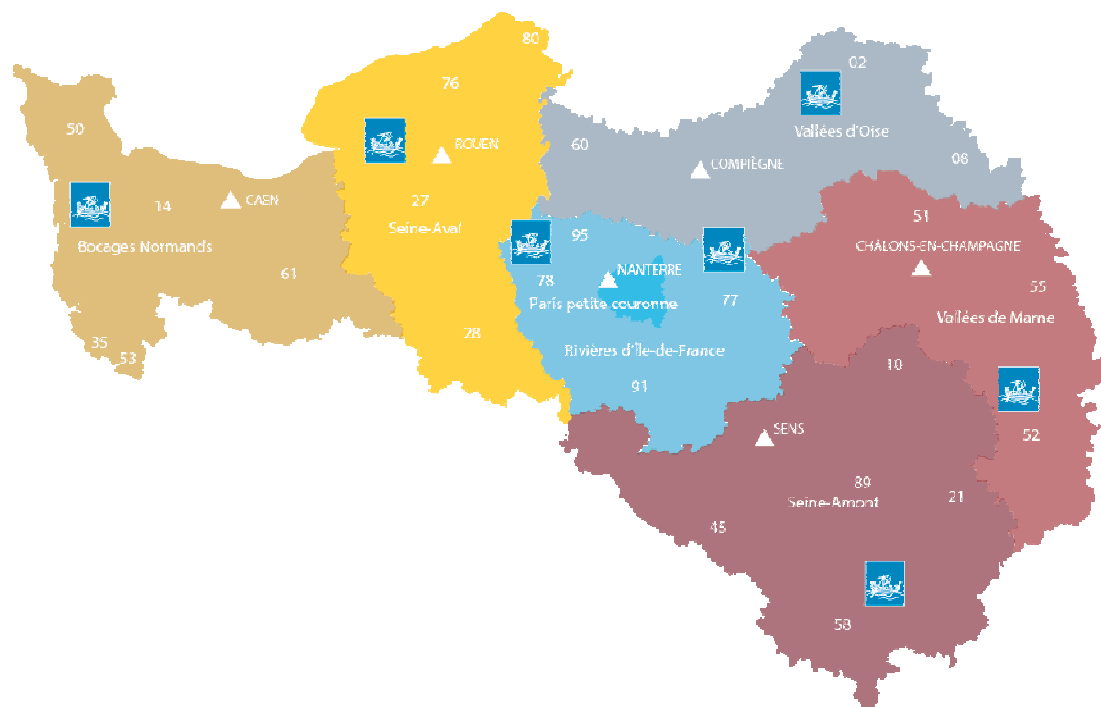 80
02
76
50
60
Vallées d'Oise
ROUEN
08
COMPIÈGNE
27
CAEN
14
51
Seine-Aval
95
Bocages Normands
CHÂLONS-EN-CHAMPAGNE
61
NANTERRE
78
55
77
Paris petite couronne
Vallées de Marne
28
35
Rivières d'Île-de-France
53
10
91
SENS
52
89
21
Seine-Amont
45
58